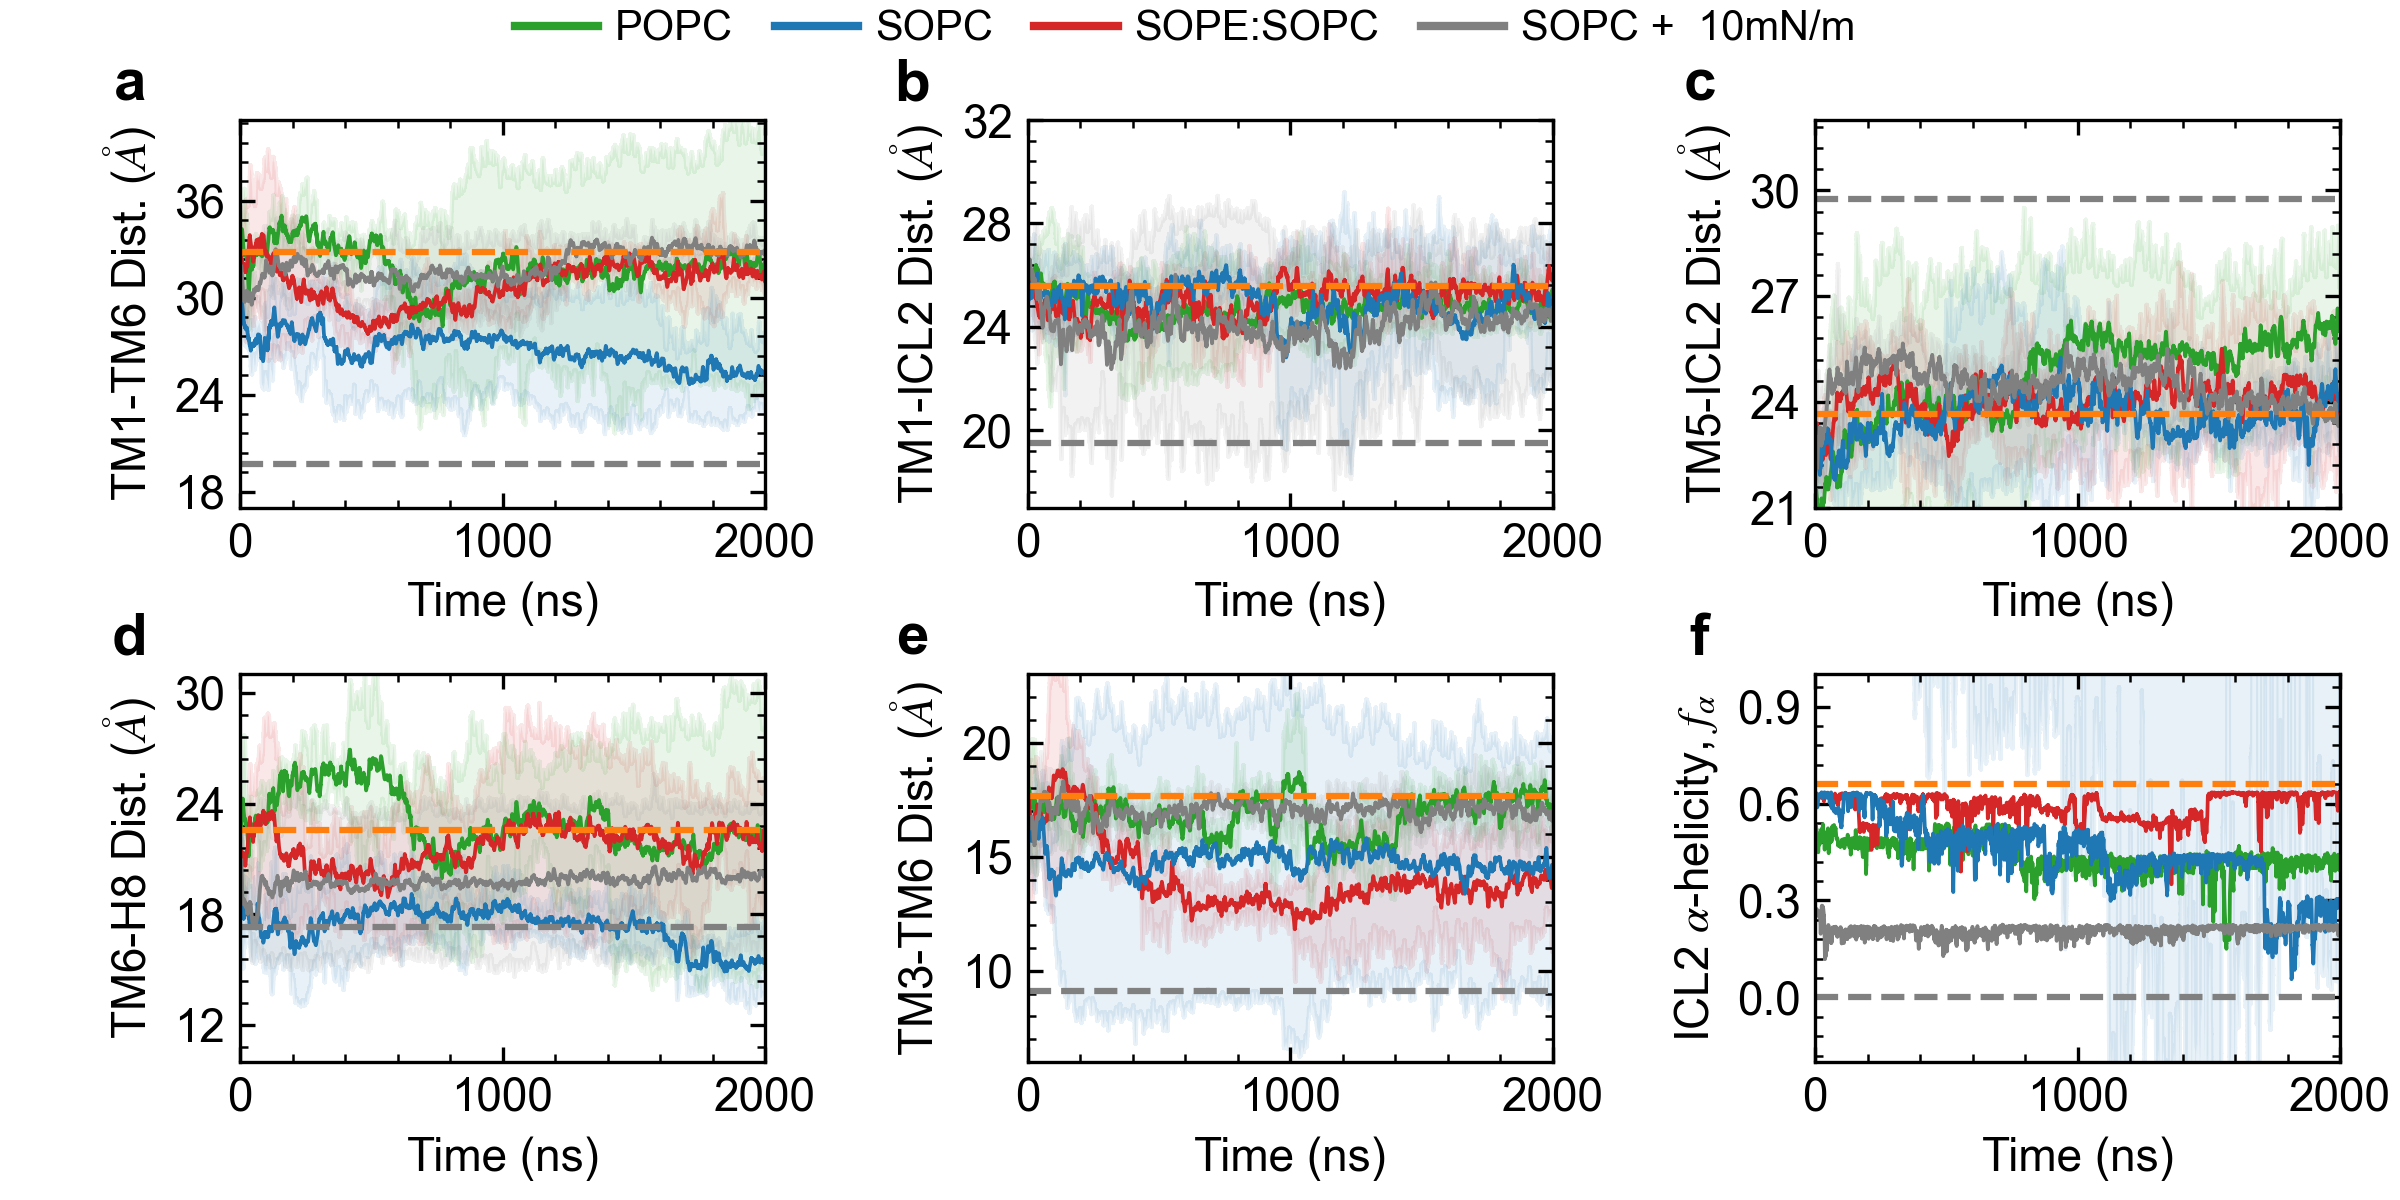 POPC SOPC SOPE:SOPC SOPC + 10mN/m
a
TM1-TM6 Dist. (Å)
36
30
24
18
0 1000 2000
Time (ns)
b
TM1-ICL2 Dist. (Å)
32
28
24
20
0 1000 2000
Time (ns)
c
TM5-ICL2 Dist. (Å)
30
27
24
21
0 1000 2000
Time (ns)
d
TM6-H8 Dist. (Å)
30
24
18
12
0 1000 2000
Time (ns)
e
TM3-TM6 Dist. (Å)
20
15
10
0 1000 2000
Time (ns)
f
ICL2 α-helicity, fα
0.9
0.6
0.3
0.0
0 1000 2000
Time (ns)